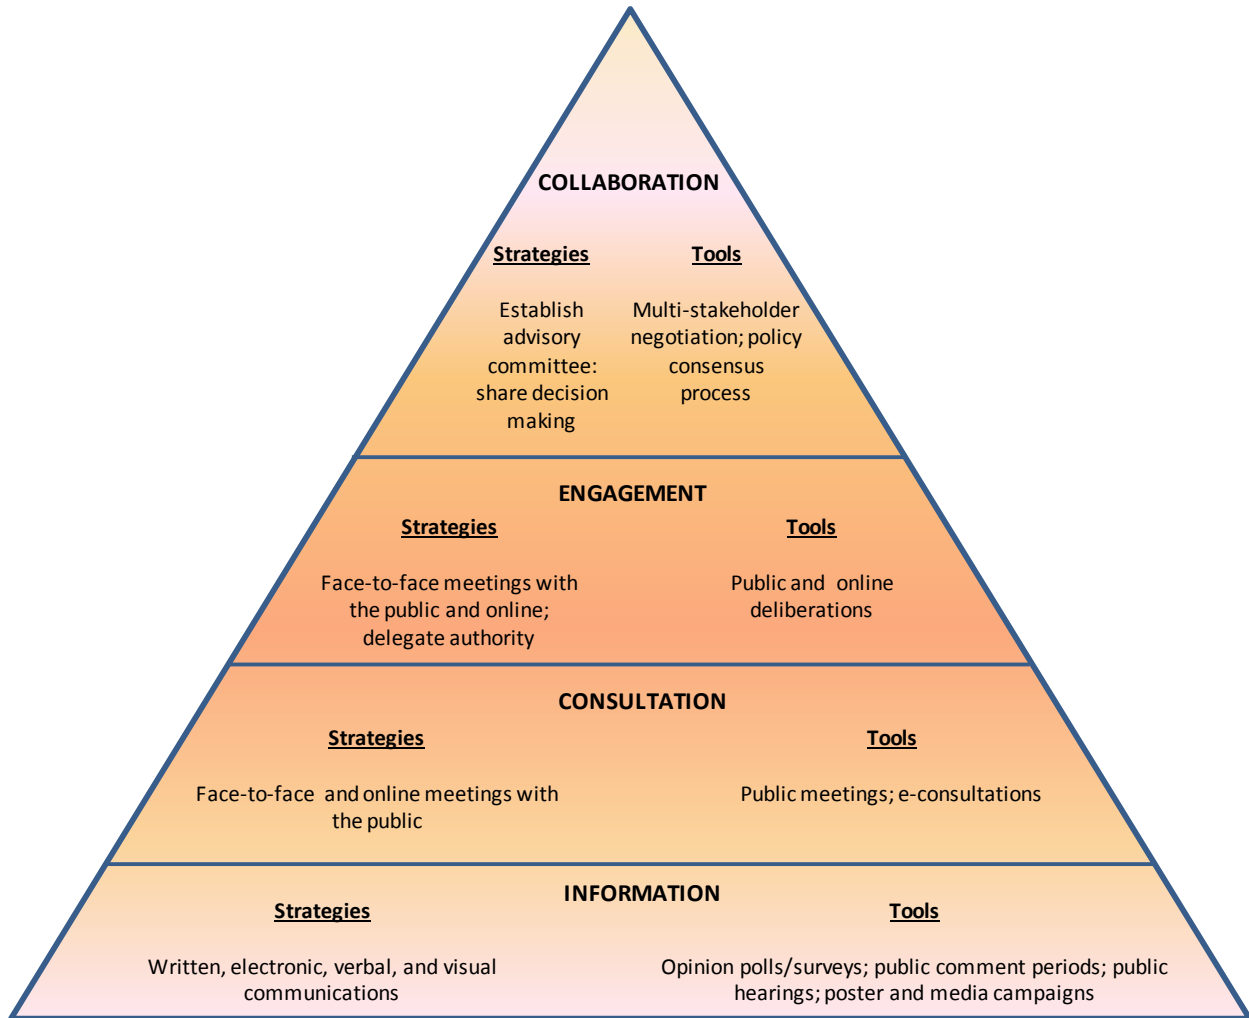 COLLABORATION
Strategies
Establish
advisory
committee:
share decision
making
Tools
Multi-stakeholder
negotiation; policy
consensus
process
ENGAGEMENT
Strategies
Face-to-face meetings with
the public and online;
delegate authority
Tools
Public and online
deliberations
CONSULTATION
Strategies
Face-to-face and online meetings with
the public
Tools
Public meetings; e-consultations
INFORMATION
Strategies
Written, electronic, verbal, and visual
communications
Tools
Opinion polls/surveys; public comment periods; public
hearings; poster and media campaigns